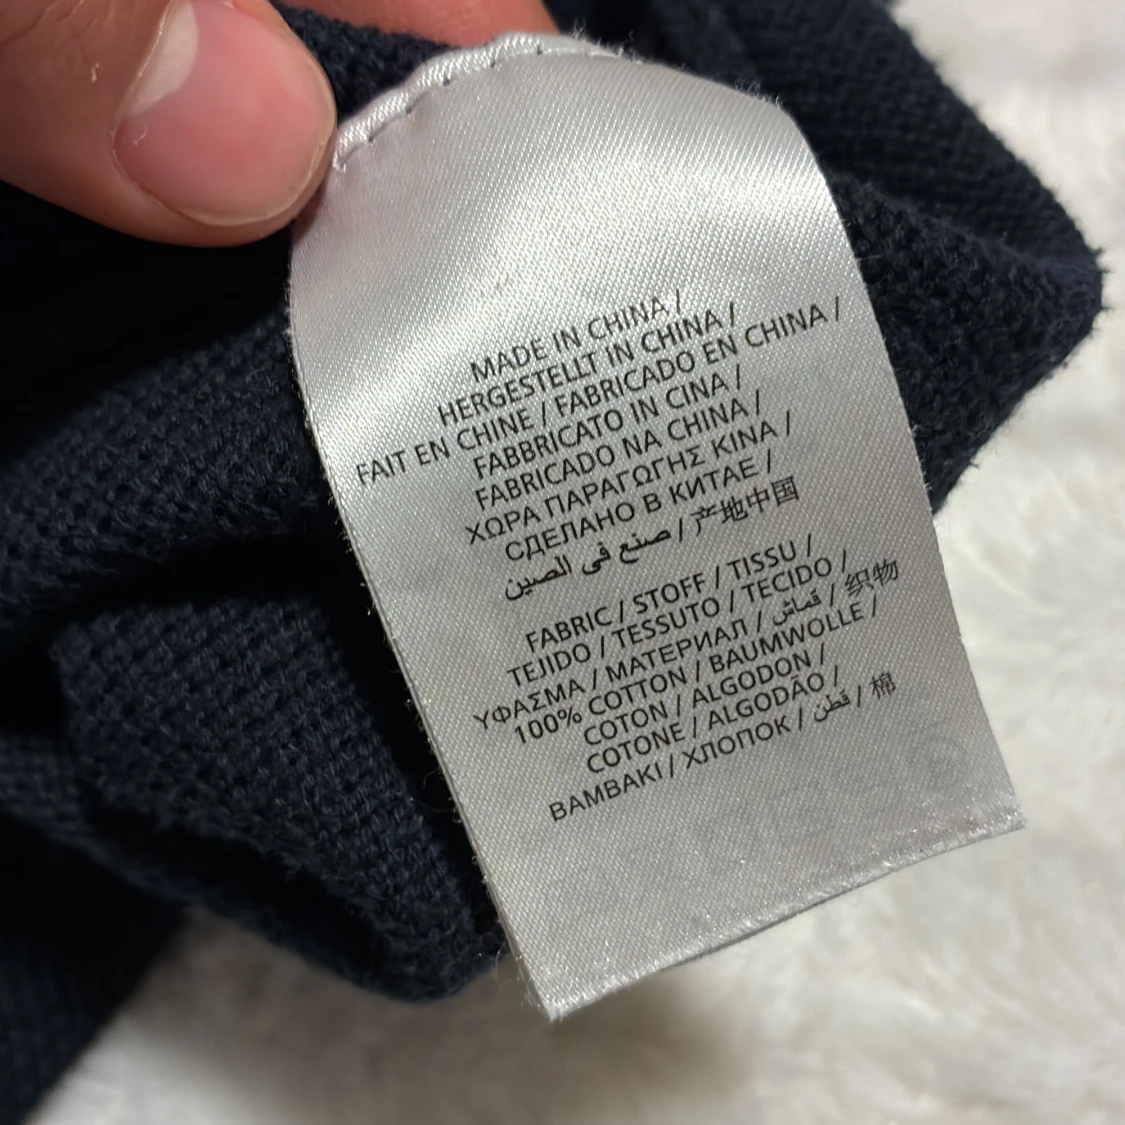 MADE IN CHINA /
HERGESTELLT IN CHINA /
FAIT EN CHINE / FABRICADO EN CHINA /
FABBRICATO IN CINA /
FABRICADO NA CHINA /
ΧΩΡΑ ΠΑΡΑΓΩΓΗΣ ΚΙΝΑ /
СДЕЛАНО В КИТАЕ /
صنع في الصين / 产地中国
FABRIC / STOFF / TISSU /
TEJIDO / TESSUTO / TECIDO /
ΥΦΑΣΜΑ / МАТЕРИАЛ / قماش / 织物
100% COTTON / BAUMWOLLE /
COTON / ALGODON /
COTONE / ALGODÃO /
ΒΑΜΒΑΚΙ / ХЛОПОК / قطن / 棉